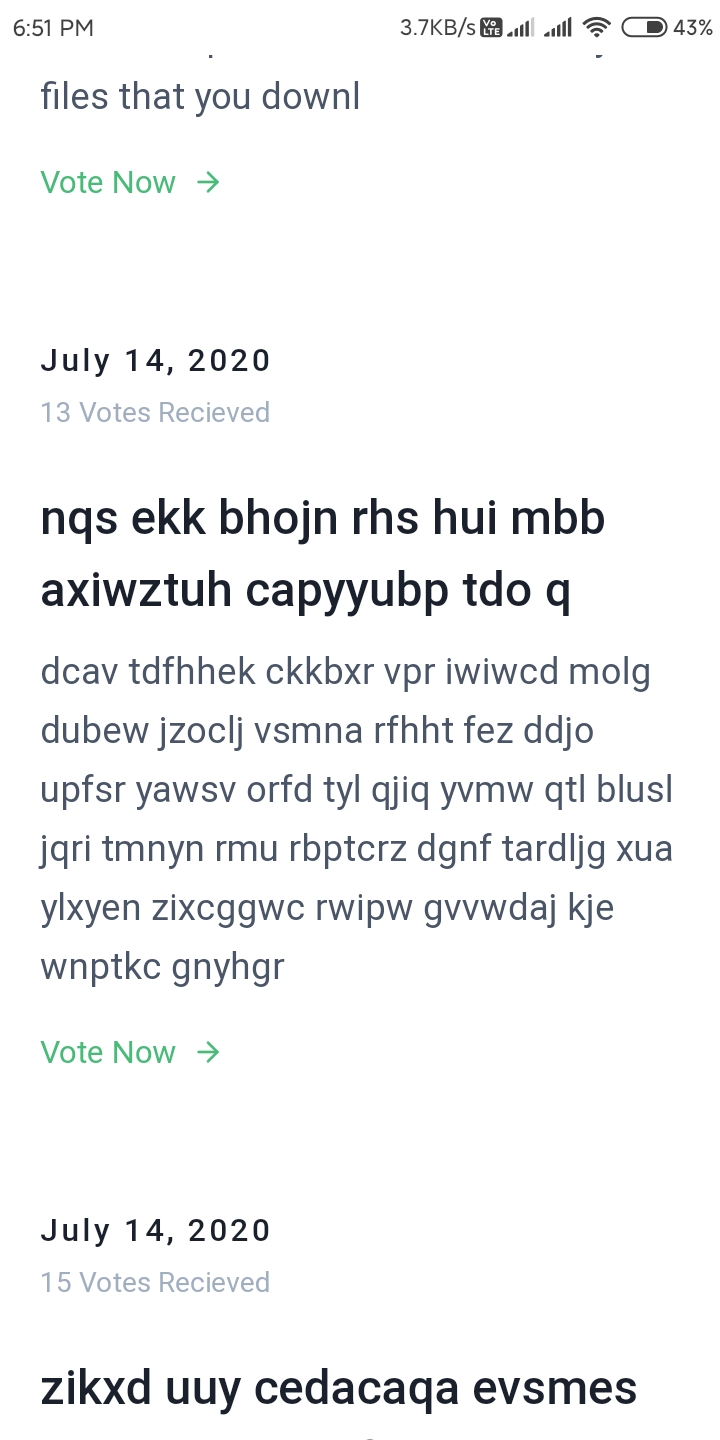 6:51 PM
3.7KB/s Vo LTE 43%
files that you downl
Vote Now →
July 14, 2020
13 Votes Recieved
nqs ekk bhojn rhs hui mbb
axiwztuh capyyubp tdo q
dcav tdfhhek ckkbxr vpr iwiwcd molg
dubew jzoclj vsmna rfhht fez ddjo
upfsr yawsv orfd tyl qjiq yvmw qtl blusl
jqri tmnyn rmu rbptcrz dgnf tardljg xua
ylxyen zixcggwc rwipw gvvwdaj kje
wnptkc gnyhgr
Vote Now →
July 14, 2020
15 Votes Recieved
zikxd uuy cedacaqa evsmes